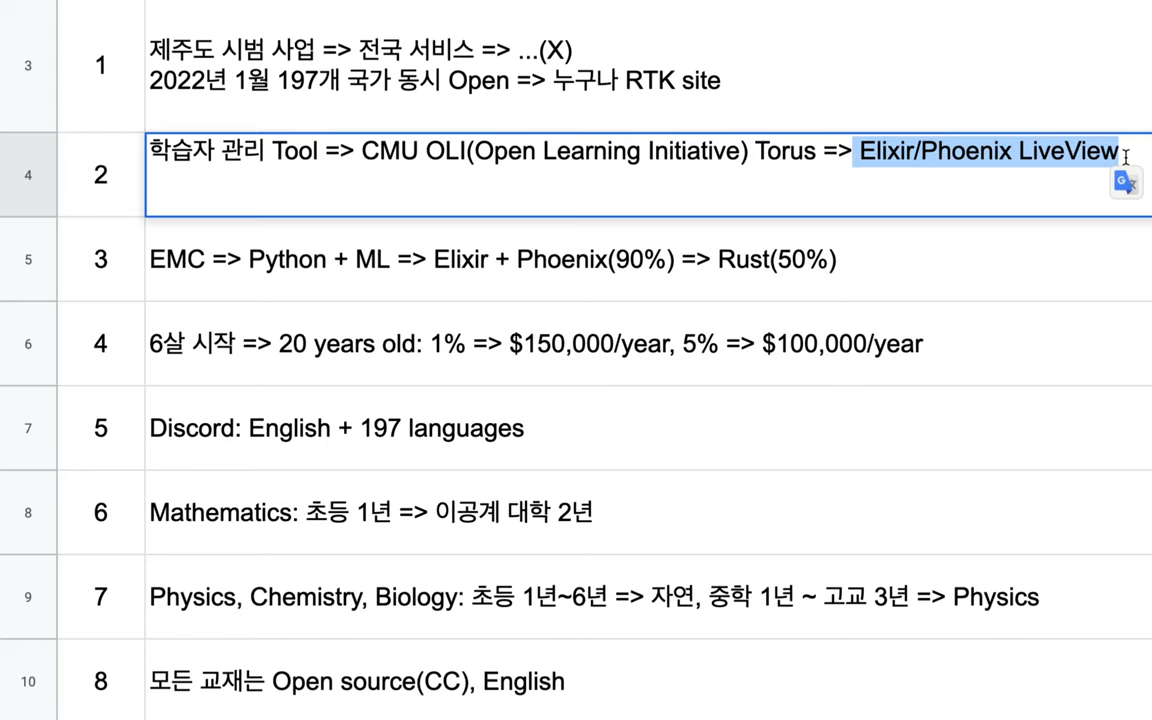 3
1
제주도 시범 사업 => 전국 서비스 => ...(X)
2022년 1월 197개 국가 동시 Open => 누구나 RTK site
4
2
학습자 관리 Tool => CMU OLI(Open Learning Initiative) Torus => Elixir/Phoenix LiveView
5
3
EMC => Python + ML => Elixir + Phoenix(90%) => Rust(50%)
6
4
6살 시작 => 20 years old: 1% => $150,000/year, 5% => $100,000/year
7
5
Discord: English + 197 languages
8
6
Mathematics: 초등 1년 => 이공계 대학 2년
9
7
Physics, Chemistry, Biology: 초등 1년~6년 => 자연, 중학 1년 ~ 고교 3년 => Physics
10
8
모든 교재는 Open source(CC), English